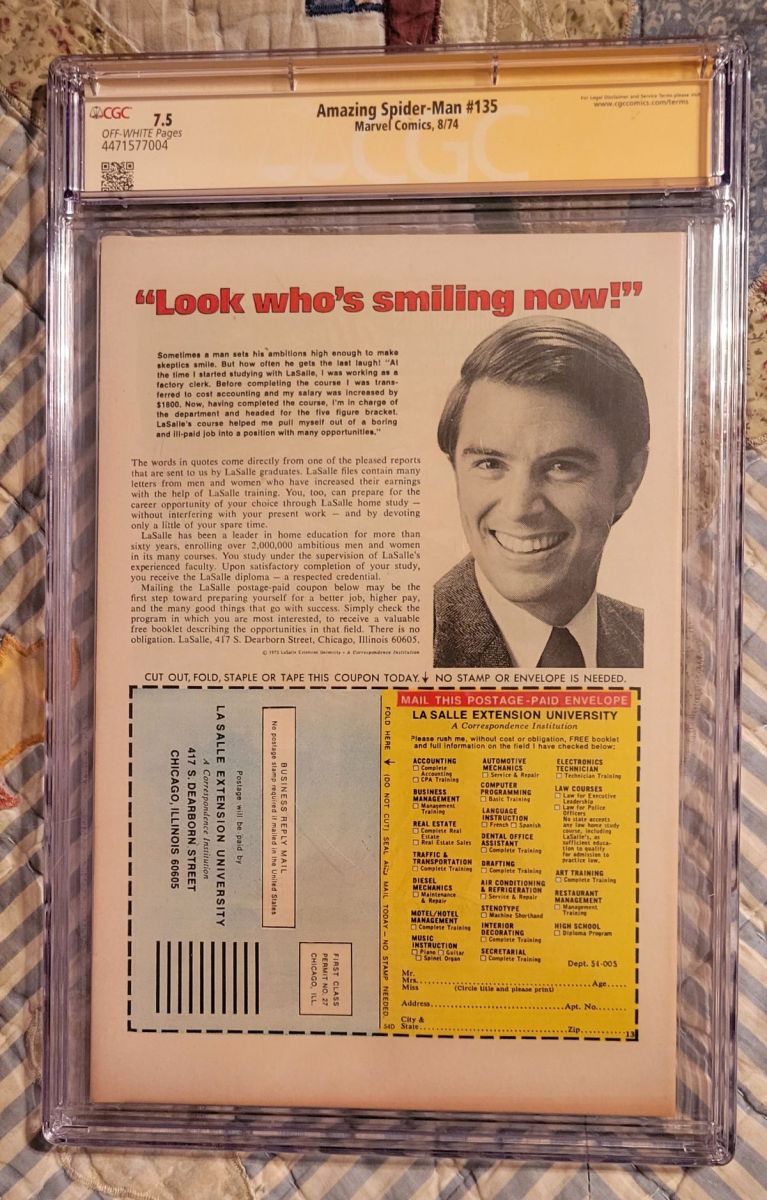 CGC
7.5
OFF-WHITE Pages
4471577004
Amazing Spider-Man #135
Marvel Comics, 8/74
For Legal Disclaimer and Service Terms please visit
www.cgccomics.com/terms
CGC
“Look who's smiling now!”
Sometimes a man sets his ambitions high enough to make
skeptics smile. But how often he gets the last laugh! “At
the time I started studying with LaSalle, I was working as a
factory clerk. Before completing the course I was trans-
ferred to cost accounting and my salary was increased by
$1800. Now, having completed the course, I'm in charge of
the department and headed for the five figure bracket.
LaSalle's course helped me pull myself out of a boring
and ill-paid job into a position with many opportunities.”
The words in quotes come directly from one of the pleased reports
that are sent to us by LaSalle graduates. LaSalle files contain many
letters from men and women who have increased their earnings
with the help of LaSalle training. You, too, can prepare for the
career opportunity of your choice through LaSalle home study —
without interfering with your present work — and by devoting
only a little of your spare time.
LaSalle has been a leader in home education for more than
sixty years, enrolling over 2,000,000 ambitious men and women
in its many courses. You study under the supervision of LaSalle's
experienced faculty. Upon satisfactory completion of your study,
you receive the LaSalle diploma — a respected credential.
Mailing the LaSalle postage-paid coupon below may be the
first step toward preparing yourself for a better job, higher pay,
and the many good things that go with success. Simply check the
program in which you are most interested, to receive a valuable
free booklet describing the opportunities in that field. There is no
obligation. LaSalle, 417 S. Dearborn Street, Chicago, Illinois 60605.
© 1973 LaSalle Extension University • A Correspondence Institution
CUT OUT, FOLD, STAPLE OR TAPE THIS COUPON TODAY. NO STAMP OR ENVELOPE IS NEEDED.
BUSINESS REPLY MAIL
No postage stamp required if mailed in the United States
FIRST CLASS
PERMIT NO. 27
CHICAGO, ILL.
Postage will be paid by
LA SALLE EXTENSION UNIVERSITY
A Correspondence Institution
417 S. DEARBORN STREET
CHICAGO, ILLINOIS 60605
FOLD HERE (DO NOT CUT) SEAL AND MAIL TODAY — NO STAMP NEEDED.
54D
MAIL THIS POSTAGE-PAID ENVELOPE
LA SALLE EXTENSION UNIVERSITY
A Correspondence Institution
Please rush me, without cost or obligation, FREE booklet
and full information on the field I have checked below:
ACCOUNTING
Complete
Accounting
CPA Training
BUSINESS
MANAGEMENT
Management
Training
REAL ESTATE
Complete Real
Estate
Real Estate Sales
TRAFFIC &
TRANSPORTATION
Complete Training
DIESEL
MECHANICS
Maintenance
& Repair
MOTEL/HOTEL
MANAGEMENT
Complete Training
MUSIC
INSTRUCTION
Piano Guitar
Spinet Organ
AUTOMOTIVE
MECHANICS
Service & Repair
COMPUTER
PROGRAMMING
Basic Training
LANGUAGE
INSTRUCTION
French Spanish
DENTAL OFFICE
ASSISTANT
Complete Training
DRAFTING
Complete Training
AIR CONDITIONING
& REFRIGERATION
Service & Repair
STENOTYPE
Machine Shorthand
INTERIOR
DECORATING
Complete Training
SECRETARIAL
Complete Training
ELECTRONICS
TECHNICIAN
Technician Training
LAW COURSES
Law for Executive
Leadership
Law for Police
Officers
No state accepts
any law home study
course, including
LaSalle's, as
sufficient educa-
tion to qualify
for admission to
practice law.
ART TRAINING
Complete Training
RESTAURANT
MANAGEMENT
Management
Training
HIGH SCHOOL
Diploma Program
Dept. 54-005
Mr.
Mrs.
Miss ........ Age....
(Circle title and please print)
Address........ Apt. No.......
City &
State........ Zip........
13